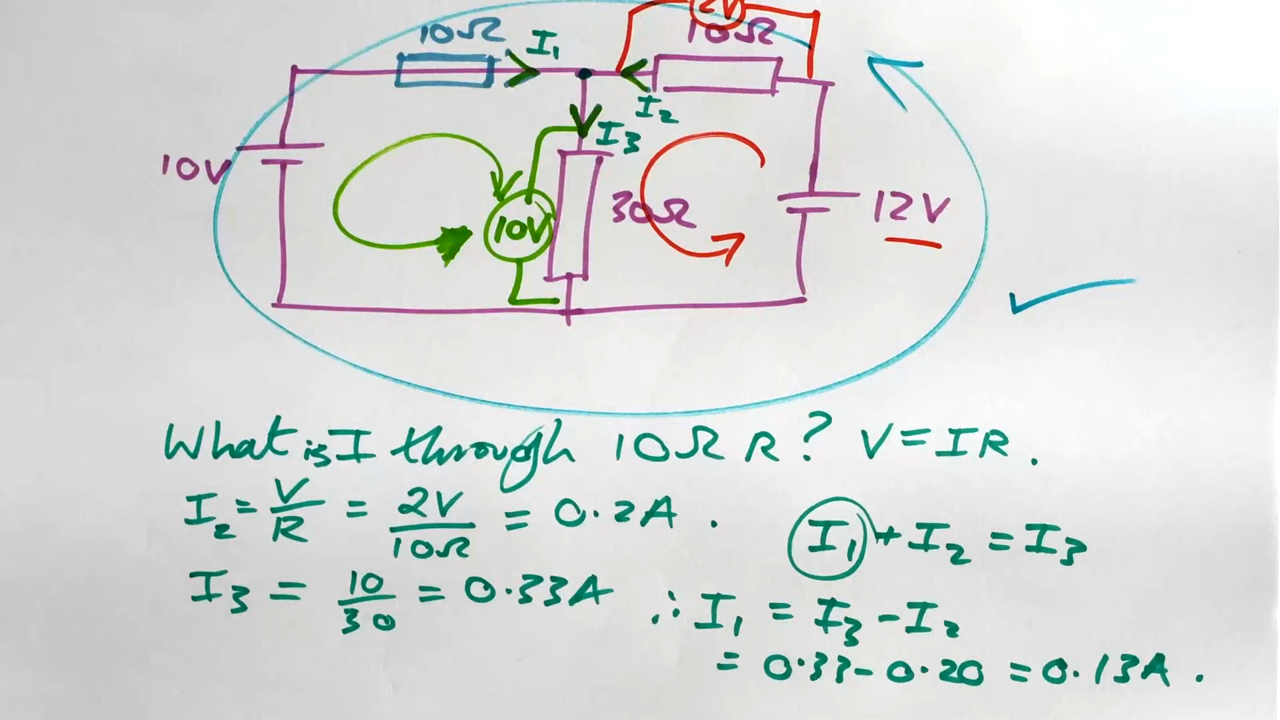 2V
10Ω
10Ω
I₁
I₂
I₃
10V
10V
30Ω
12V
What is I through 10Ω R? V=IR.
I₂ = V/R = 2V/10Ω = 0.2A.
I₁ + I₂ = I₃
I₃ = 10/30 = 0.33A
∴ I₁ = I₃ - I₂
= 0.33 - 0.20 = 0.13A.